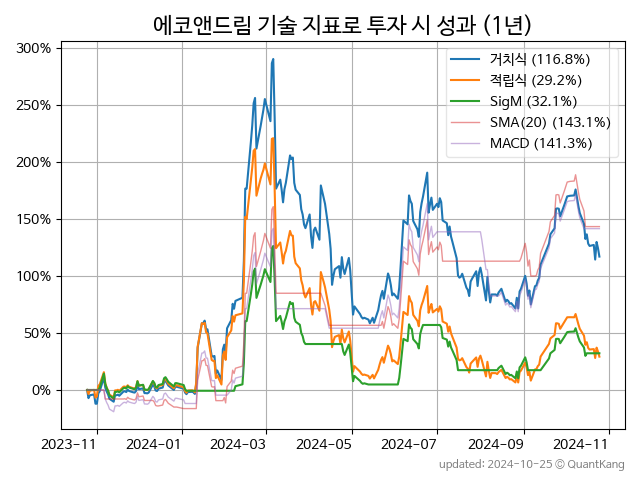 에코앤드림 기술 지표로 투자 시 성과 (1년)
300%
250%
200%
150%
100%
50%
0%
거치식 (116.8%)
적립식 (29.2%)
SigM (32.1%)
SMA(20) (143.1%)
MACD (141.3%)
2023-11 2024-01 2024-03 2024-05 2024-07 2024-09 2024-11
updated: 2024-10-25 © QuantKang